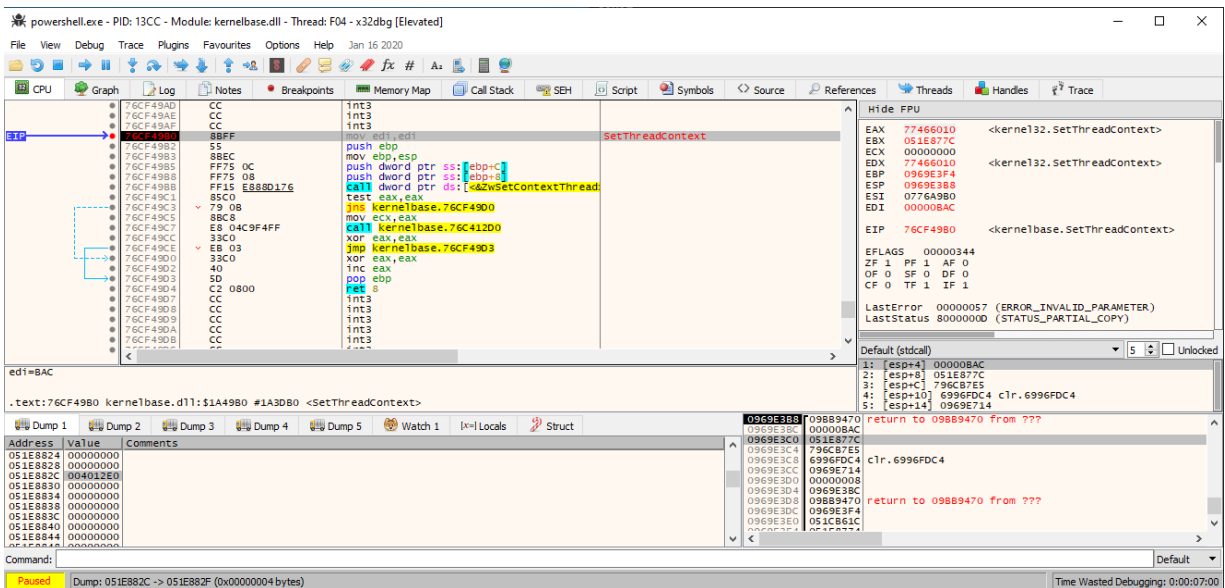 powershell.exe - PID: 13CC - Module: kernelbase.dll - Thread: F04 - x32dbg [Elevated]
File View Debug Trace Plugins Favourites Options Help Jan 16 2020
CPU Graph Log Notes Breakpoints Memory Map Call Stack SEH Script Symbols Source References Threads Handles Trace
76CF49AD CC int3
76CF49AE CC int3
76CF49AF CC int3
EIP 76CF49B0 8BFF mov edi,edi SetThreadContext
76CF49B2 55 push ebp
76CF49B3 8BEC mov ebp,esp
76CF49B5 FF75 0C push dword ptr ss:[ebp+C]
76CF49B8 FF75 08 push dword ptr ss:[ebp+8]
76CF49BB FF15 E888D176 call dword ptr ds:[<&ZwSetContextThread>
76CF49C1 85C0 test eax,eax
76CF49C3 79 0B jns kernelbase.76CF49D0
76CF49C5 8BC8 mov ecx,eax
76CF49C7 E8 04C9F4FF call kernelbase.76C412D0
76CF49CC 33C0 xor eax,eax
76CF49CE EB 03 jmp kernelbase.76CF49D3
76CF49D0 33C0 xor eax,eax
76CF49D2 40 inc eax
76CF49D3 5D pop ebp
76CF49D4 C2 0800 ret 8
76CF49D7 CC int3
76CF49D8 CC int3
76CF49D9 CC int3
76CF49DA CC int3
76CF49DB CC int3
Hide FPU
EAX 77466010 <kernel32.SetThreadContext>
EBX 051E877C
ECX 00000000
EDX 77466010 <kernel32.SetThreadContext>
EBP 0969E3F4
ESP 0969E3B8
ESI 0776A9B0
EDI 00000BAC
EIP 76CF49B0 <kernelbase.SetThreadContext>
EFLAGS 00000344
ZF 1 PF 1 AF 0
OF 0 SF 0 DF 0
CF 0 TF 1 IF 1
LastError 00000057 (ERROR_INVALID_PARAMETER)
LastStatus 8000000D (STATUS_PARTIAL_COPY)
Default (stdcall) 5 Unlocked
1: [esp+4] 00000BAC
2: [esp+8] 051E877C
3: [esp+C] 796CB7E5
4: [esp+10] 6996FDC4 clr.6996FDC4
5: [esp+14] 0969E714
edi=BAC
.text:76CF49B0 kernelbase.dll:$1A49B0 #1A3DB0 <SetThreadContext>
Dump 1 Dump 2 Dump 3 Dump 4 Dump 5 Watch 1 [x=] Locals Struct
Address Value Comments
051E8824 00000000
051E8828 00000000
051E882C 004012E0
051E8830 00000000
051E8834 00000000
051E8838 00000000
051E883C 00000000
051E8840 00000000
051E8844 00000000
0969E3B8 09BB9470 return to 09BB9470 from ???
0969E3BC 00000BAC
0969E3C0 051E877C
0969E3C4 796CB7E5
0969E3C8 6996FDC4 clr.6996FDC4
0969E3CC 0969E714
0969E3D0 00000008
0969E3D4 0969E3BC
0969E3D8 09BB9470 return to 09BB9470 from ???
0969E3DC 0969E3F4
0969E3E0 051CB61C
Command: Default
Paused Dump: 051E882C -> 051E882F (0x00000004 bytes) Time Wasted Debugging: 0:00:07:09